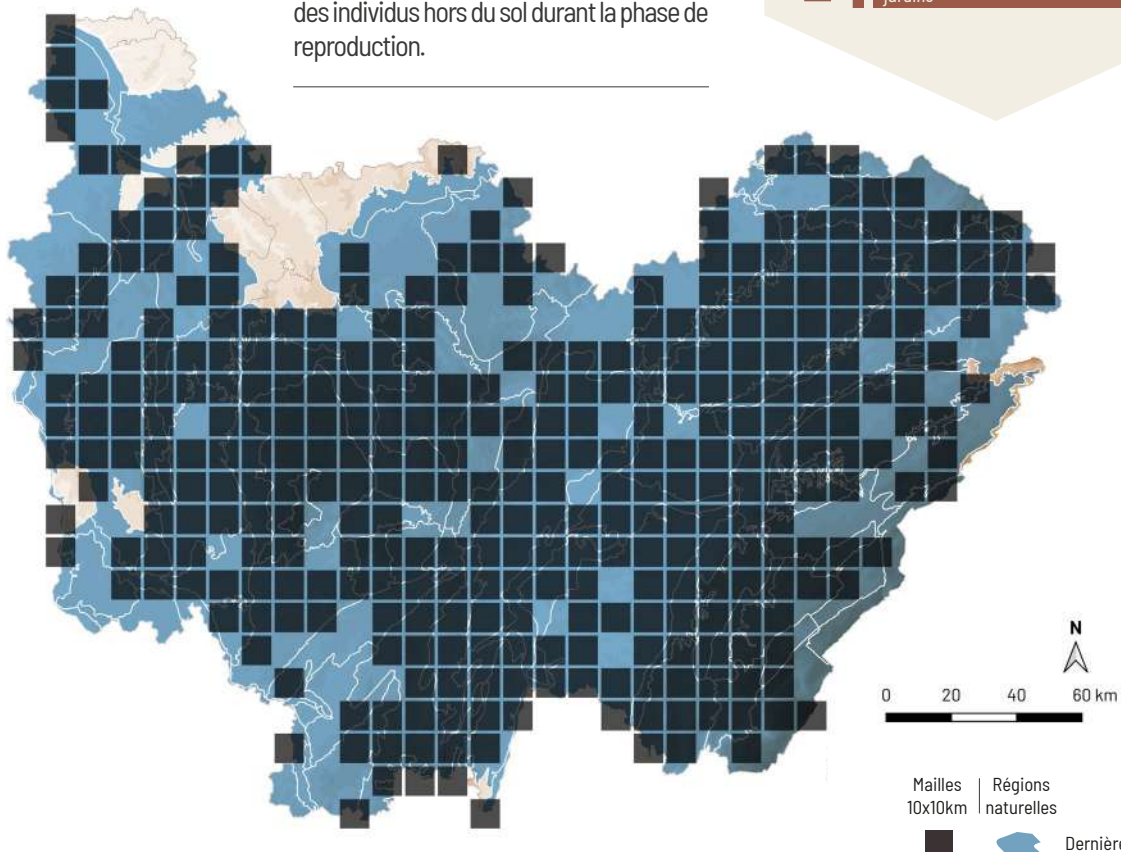 des individus hors du sol durant la phase de
reproduction.
jardins
N
0 20 40 60 km
Mailles
10x10km
Régions
naturelles
Dernière